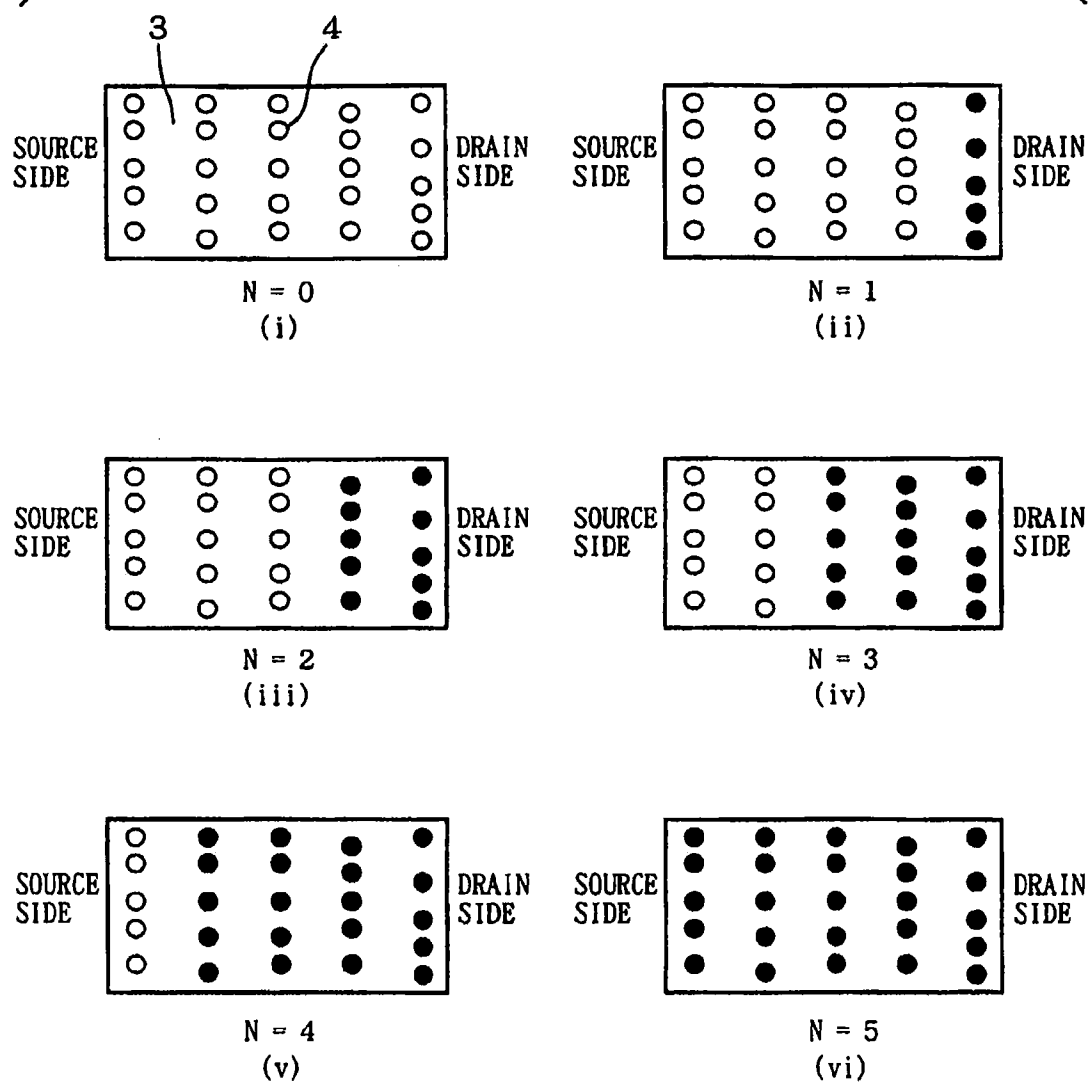 3 4
SOURCE SIDE
DRAIN SIDE
N = 0
(i)
SOURCE SIDE
DRAIN SIDE
N = 1
(ii)
SOURCE SIDE
DRAIN SIDE
N = 2
(iii)
SOURCE SIDE
DRAIN SIDE
N = 3
(iv)
SOURCE SIDE
DRAIN SIDE
N = 4
(v)
SOURCE SIDE
DRAIN SIDE
N = 5
(vi)